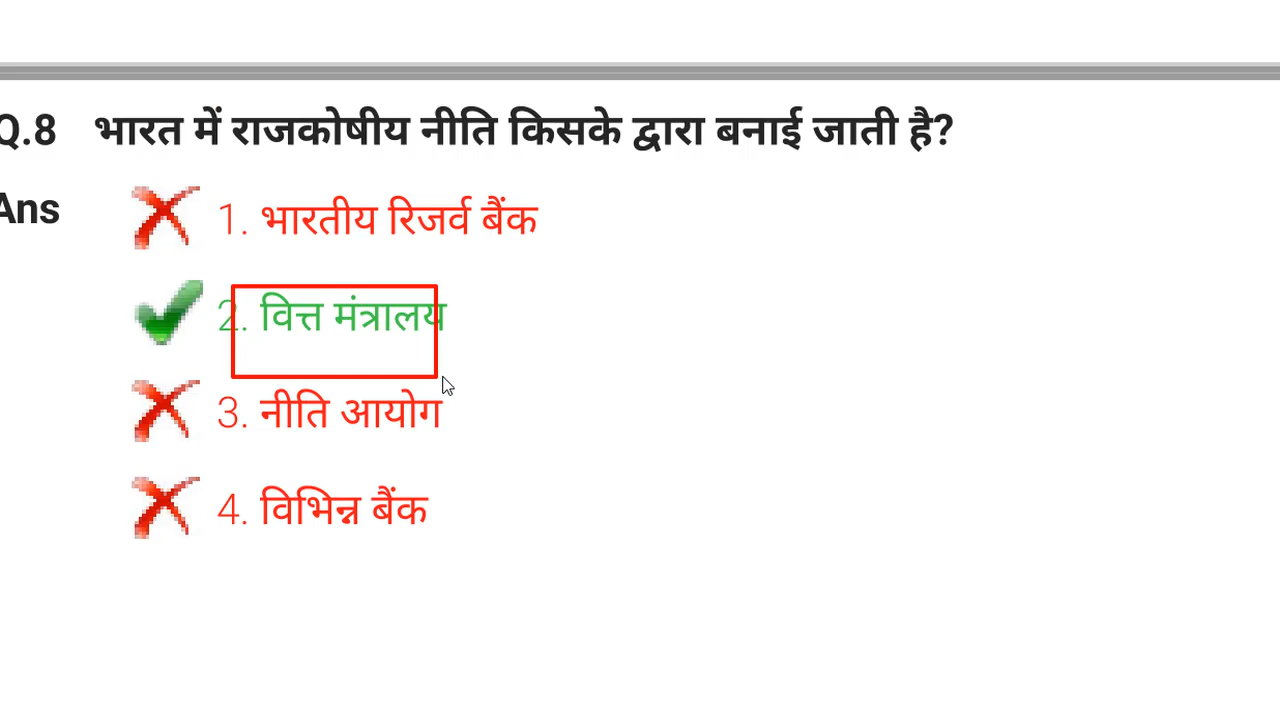 Q.8 भारत में राजकोषीय नीति किसके द्वारा बनाई जाती है?
Ans 1. भारतीय रिजर्व बैंक
2. वित्त मंत्रालय
3. नीति आयोग
4. विभिन्न बैंक